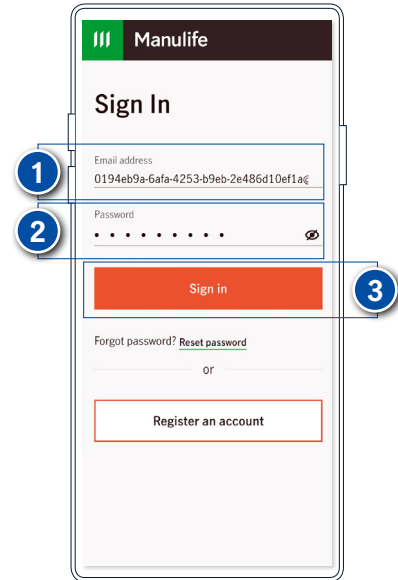 Manulife
Sign In
Email address
1
0194eb9a-6afa-4253-b9eb-2e486d10ef1a
Password
2
Sign in
3
Forgot password? Reset password
or
Register an account